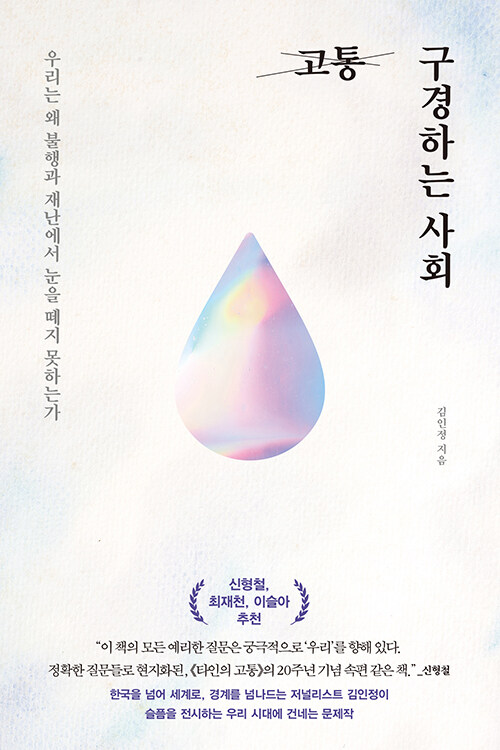 고통
구경하는 사회
우리는 왜 불행과 재난에서 눈을 떼지 못하는가
김인정 지음
신형철,
최재천, 이슬아
추천
“이 책의 모든 예리한 질문은 궁극적으로 ‘우리’를 향해 있다.
정확한 질문들로 현지화된, 《타인의 고통》의 20주년 기념 속편 같은 책.”_신형철
한국을 넘어 세계로, 경계를 넘나드는 저널리스트 김인정이
슬픔을 전시하는 우리 시대에 건네는 문제작